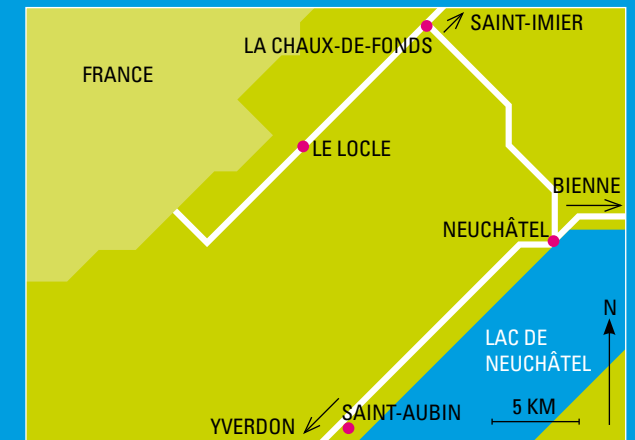 SAINT-IMIER
LA CHAUX-DE-FONDS
FRANCE
LE LOCLE
BIENNE
NEUCHÂTEL
N
LAC DE
NEUCHÂTEL
5 KM
SAINT-AUBIN
YVERDON